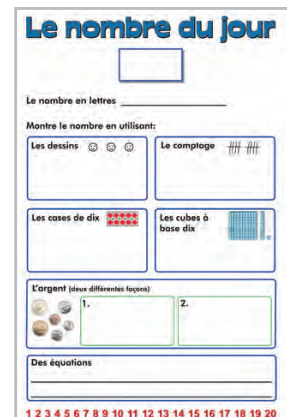 Le nombre du jour
Le nombre en lettres
Montre le nombre en utilisant:
Les dessins
Le comptage
Les cases de dix
Les cubes à
base dix
L'argent (deux différentes façons)
1.
2.
Des équations
1 2 3 4 5 6 7 8 9 10 11 12 13 14 15 16 17 18 19 20